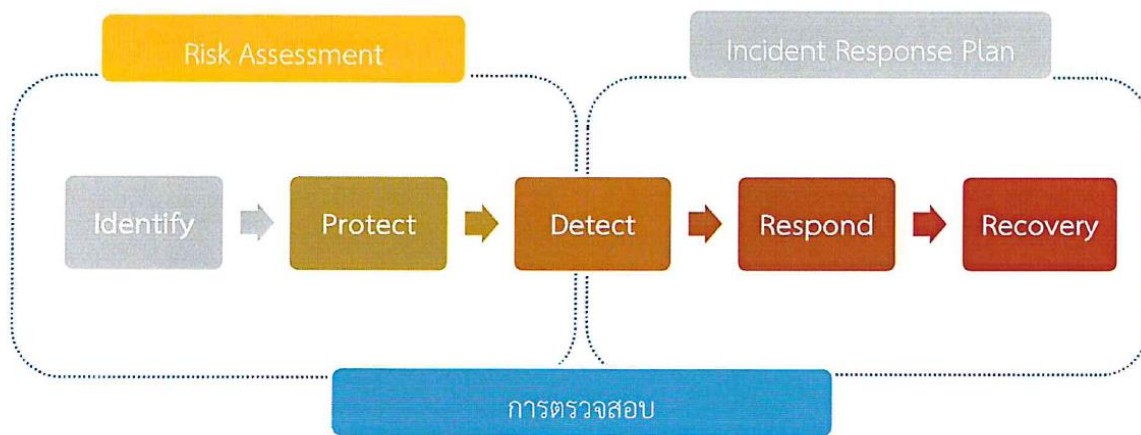 Risk Assessment
Incident Response Plan
Identify
Protect
Detect
Respond
Recovery
การตรวจสอบ